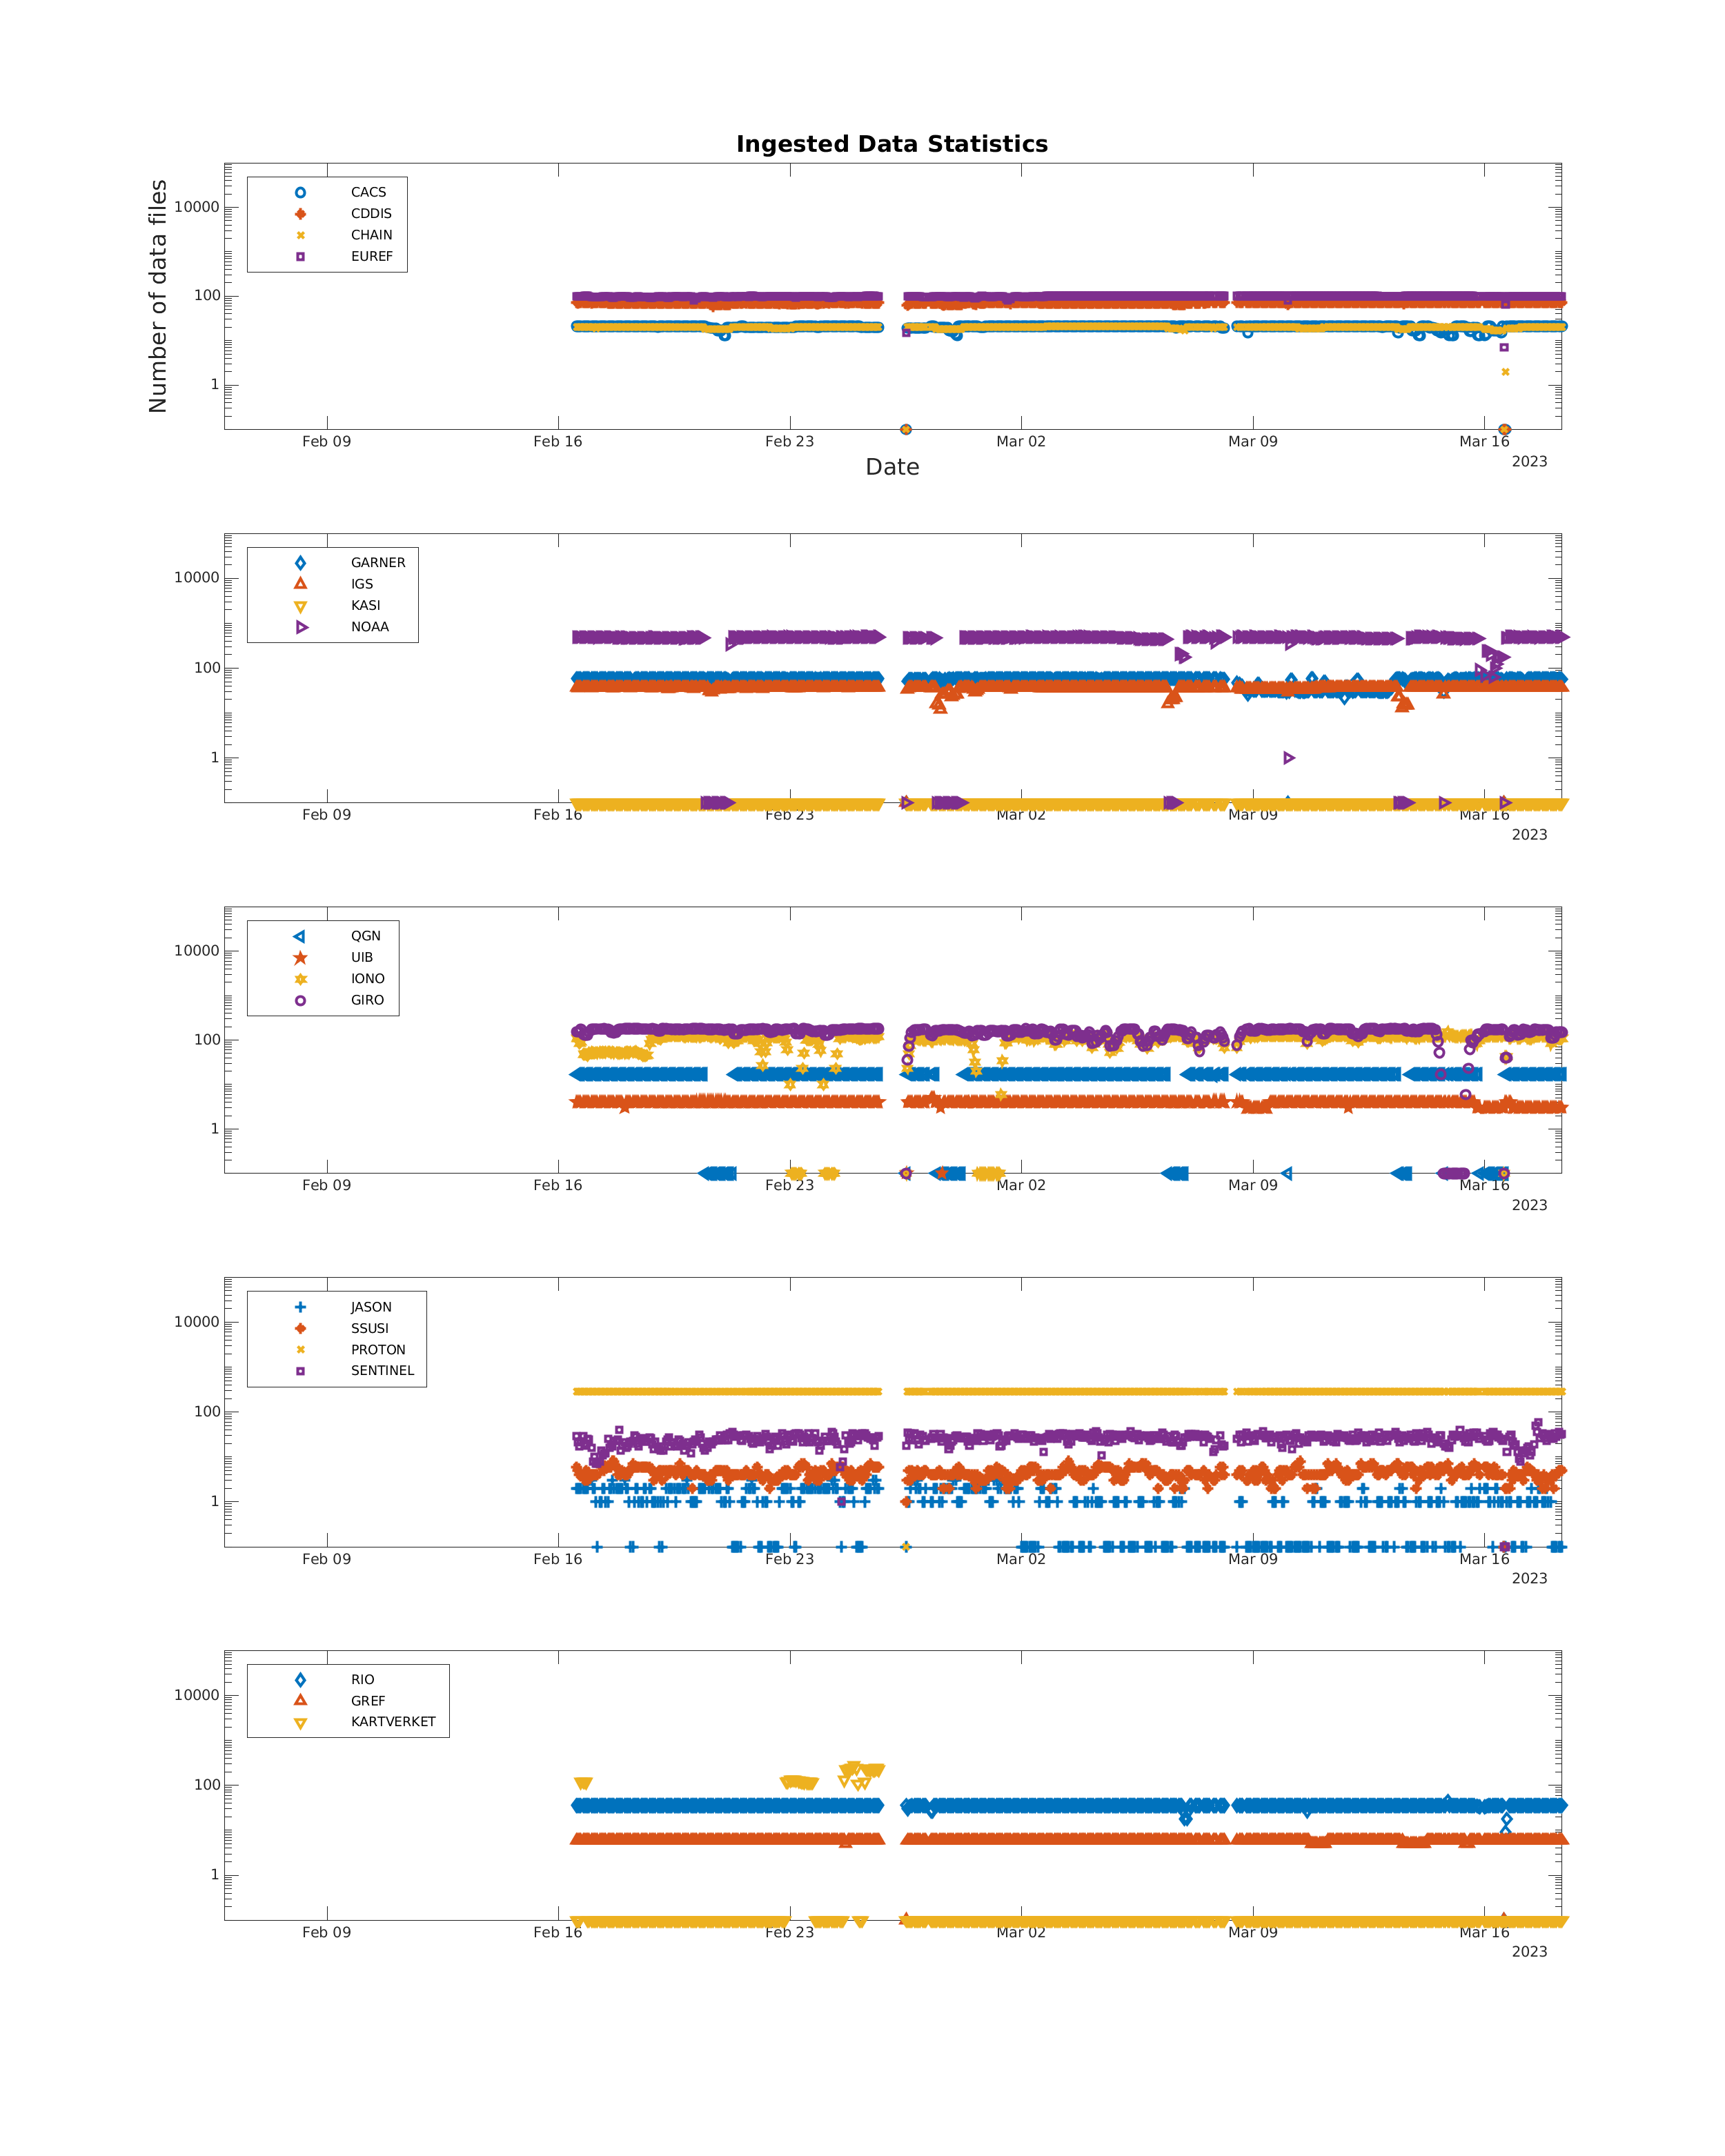 Ingested Data Statistics
Number of data files
CACS
CDDIS
CHAIN
EUREF
10000
100
1
Feb 09 Feb 16 Feb 23 Mar 02 Mar 09 Mar 16
2023
Date
GARNER
IGS
KASI
NOAA
10000
100
1
Feb 09 Feb 16 Feb 23 Mar 02 Mar 09 Mar 16
2023
QGN
UIB
IONO
GIRO
10000
100
1
Feb 09 Feb 16 Feb 23 Mar 02 Mar 09 Mar 16
2023
JASON
SSUSI
PROTON
SENTINEL
10000
100
1
Feb 09 Feb 16 Feb 23 Mar 02 Mar 09 Mar 16
2023
RIO
GREF
KARTVERKET
10000
100
1
Feb 09 Feb 16 Feb 23 Mar 02 Mar 09 Mar 16
2023